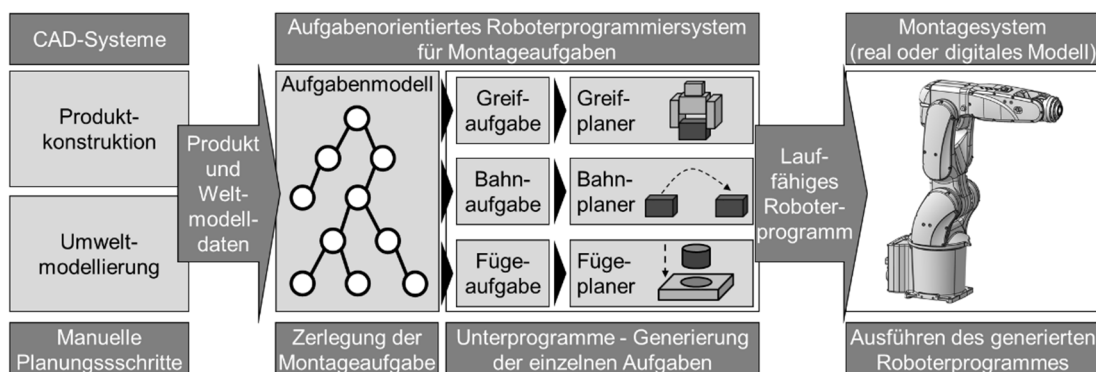 CAD-Systeme
Produkt-
konstruktion
Umwelt-
modellierung
Manuelle
Planungsschritte
Produkt
und
Welt-
modell-
daten
Aufgabenorientiertes Roboterprogrammiersystem
für Montageaufgaben
Aufgabenmodell
Zerlegung der
Montageaufgabe
Greif-
aufgabe
Greif-
planer
Bahn-
aufgabe
Bahn-
planer
Füge-
aufgabe
Füge-
planer
Unterprogramme - Generierung
der einzelnen Aufgaben
Lauf-
fähiges
Roboter-
programm
Montagesystem
(real oder digitales Modell)
Ausführen des generierten
Roboterprogrammes